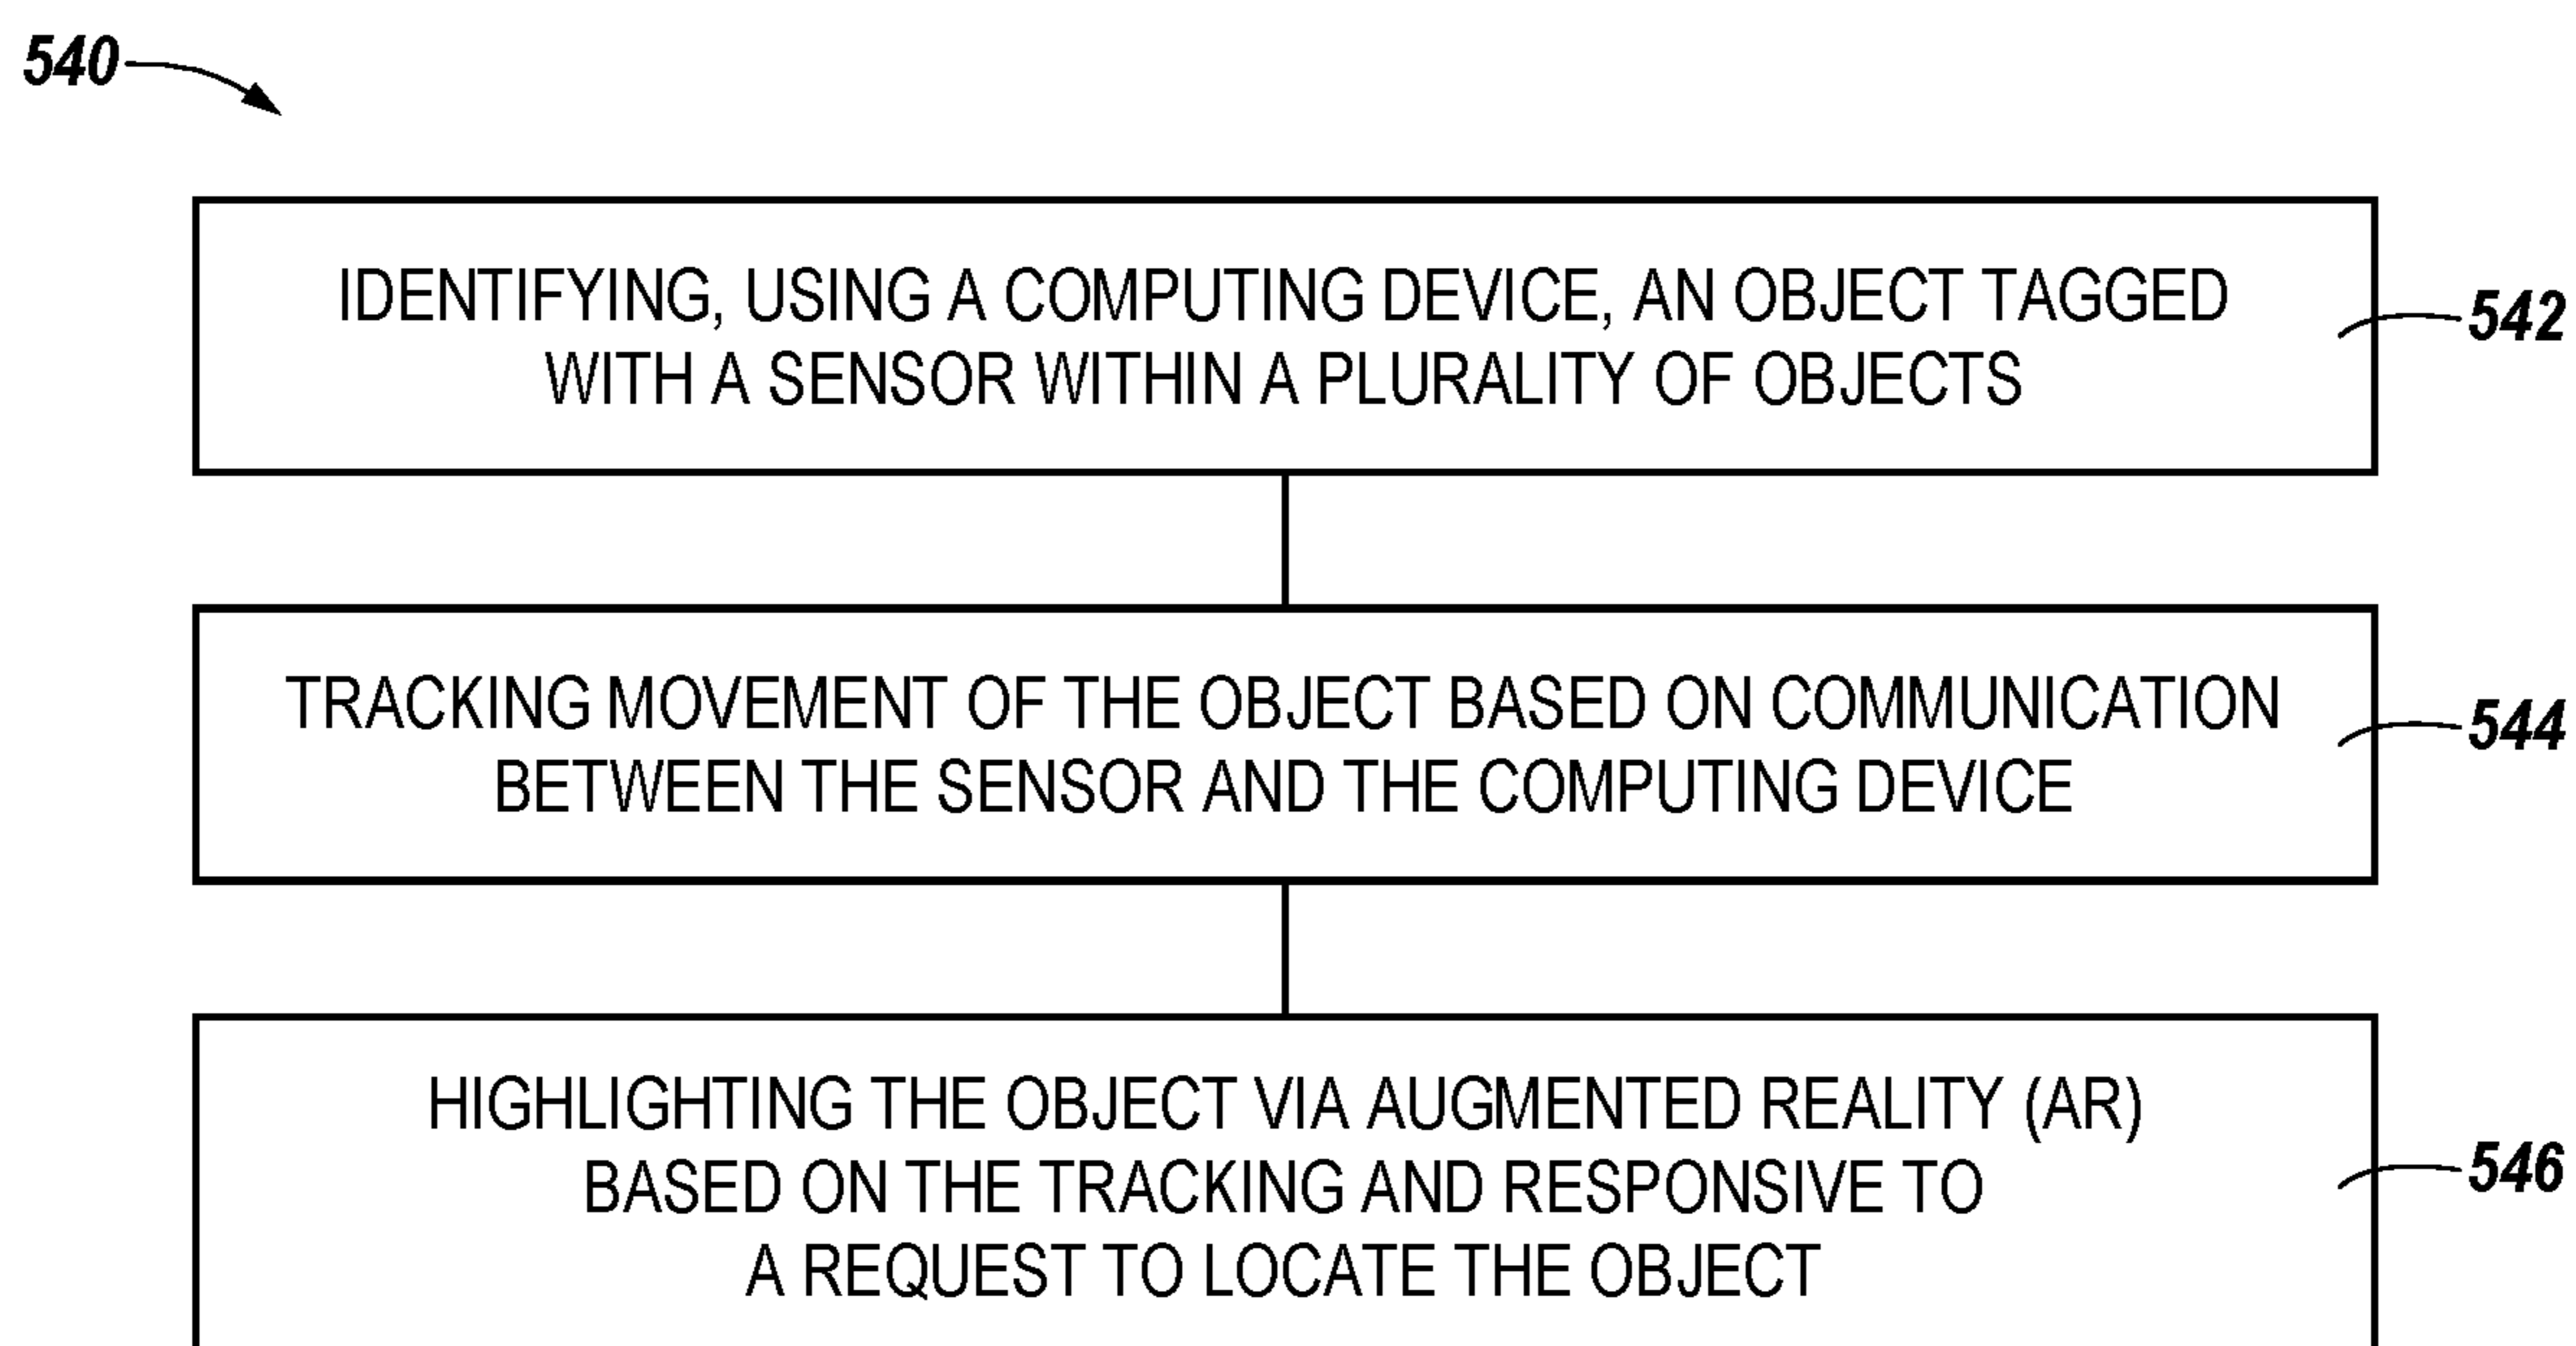 540
IDENTIFYING, USING A COMPUTING DEVICE, AN OBJECT TAGGED
WITH A SENSOR WITHIN A PLURALITY OF OBJECTS
542
TRACKING MOVEMENT OF THE OBJECT BASED ON COMMUNICATION
BETWEEN THE SENSOR AND THE COMPUTING DEVICE
544
HIGHLIGHTING THE OBJECT VIA AUGMENTED REALITY (AR)
BASED ON THE TRACKING AND RESPONSIVE TO
A REQUEST TO LOCATE THE OBJECT
546